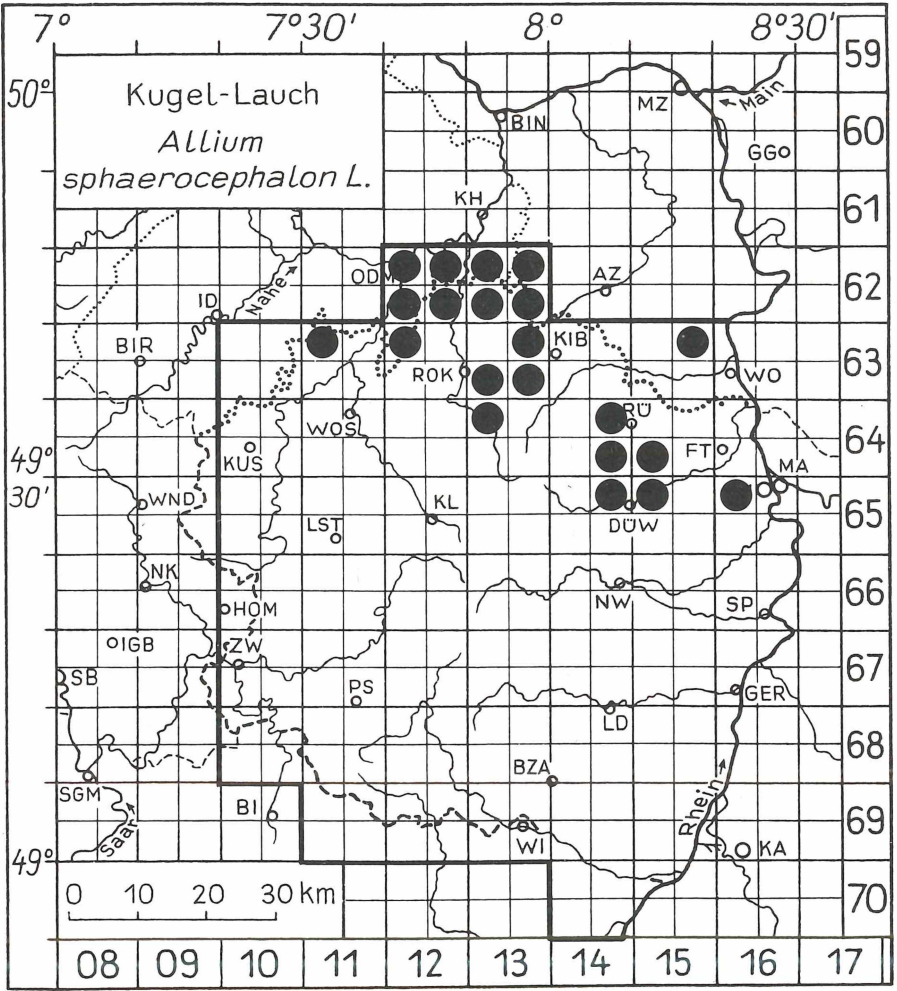 7° 7°30' 8° 8°30'
59
50°
Kugel-Lauch
Allium
sphaerocephalon L.
MZ
Main
BIN
60
GG
KH
61
ODM
AZ
62
Nahe
ID
BIR
KIB
63
ROK
WO
WOS
RÜ
64
KUS
FT
49°
30'
MA
WND
KL
LST
DÜW
65
NK
NW
66
HOM
SP
IGB
ZW
67
SB
PS
GER
LD
68
BZA
SGM
BI
Rhein
69
Saar
WI
KA
49°
0 10 20 30 km
70
08 09 10 11 12 13 14 15 16 17